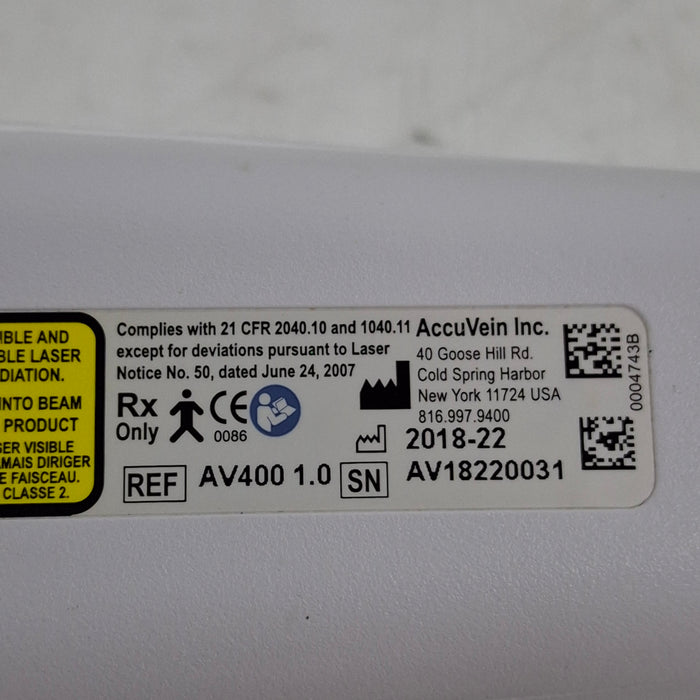 IBLE AND
BLE LASER
DIATION.
INTO BEAM
PRODUCT
SER VISIBLE
MAIS DIRIGER
E FAISCEAU.
CLASSE 2.
Complies with 21 CFR 2040.10 and 1040.11
except for deviations pursuant to Laser
Notice No. 50, dated June 24, 2007
Rx
Only
CE
0086
REF AV400 1.0
AccuVein Inc.
40 Goose Hill Rd.
Cold Spring Harbor
New York 11724 USA
816.997.9400
2018-22
SN AV18220031
0004743B